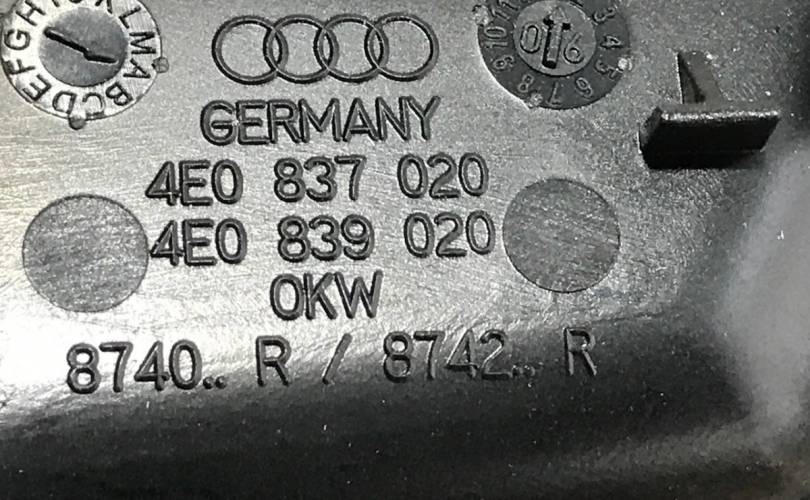 GERMANY
4E0 837 020
4E0 839 020
OKW
8740.. R / 8742.. R